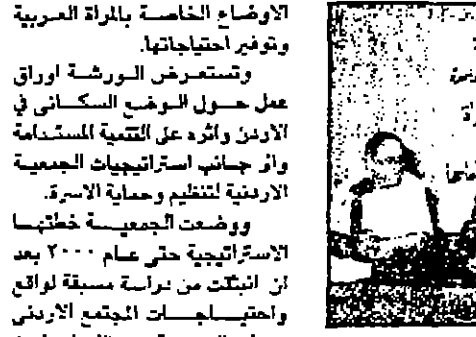 الاوضاع الخاصة بالمراة العربية
وتوفير احتياجاتها.
وتستعرض الورشة اوراق
عمل حول الوضع السكاني في
الاردن واثره على التنمية المستدامة
والى جانب استراتيجيات الجمعية
الاردنية لتنظيم وحماية الاسرة.
ووضعت الجمعية خطتها
الاستراتيجية حتى عام ٢٠٠٠ بعد
ان انبثقت من دراسة مسبقة لواقع
واحتياجات المجتمع الاردني